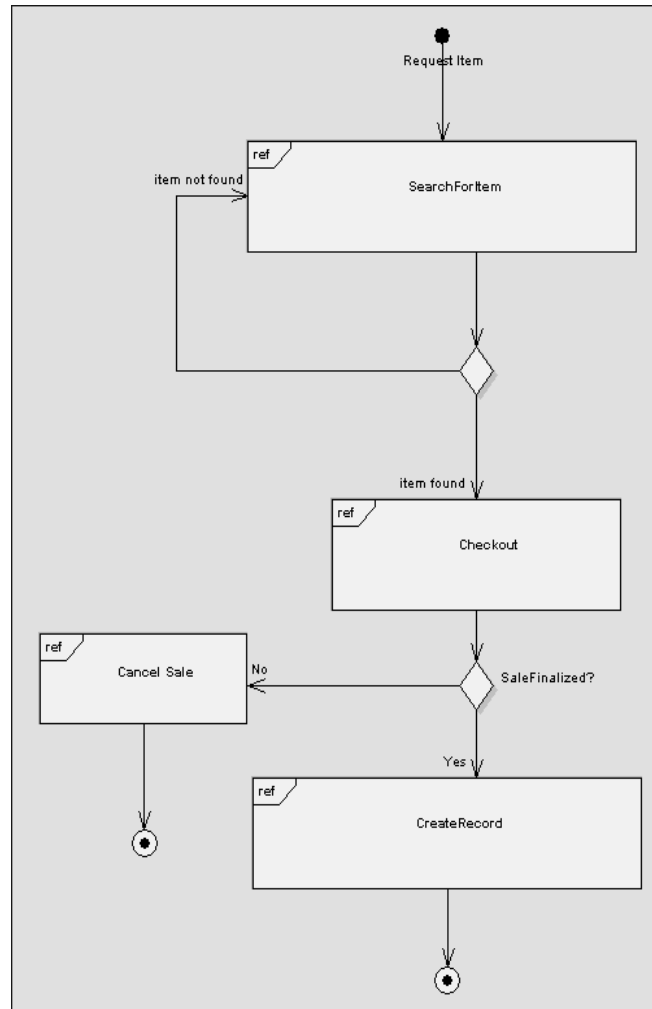 Request Item
ref
SearchForItem
item not found
item found
ref
Checkout
SaleFinalized?
No
ref
Cancel Sale
Yes
ref
CreateRecord